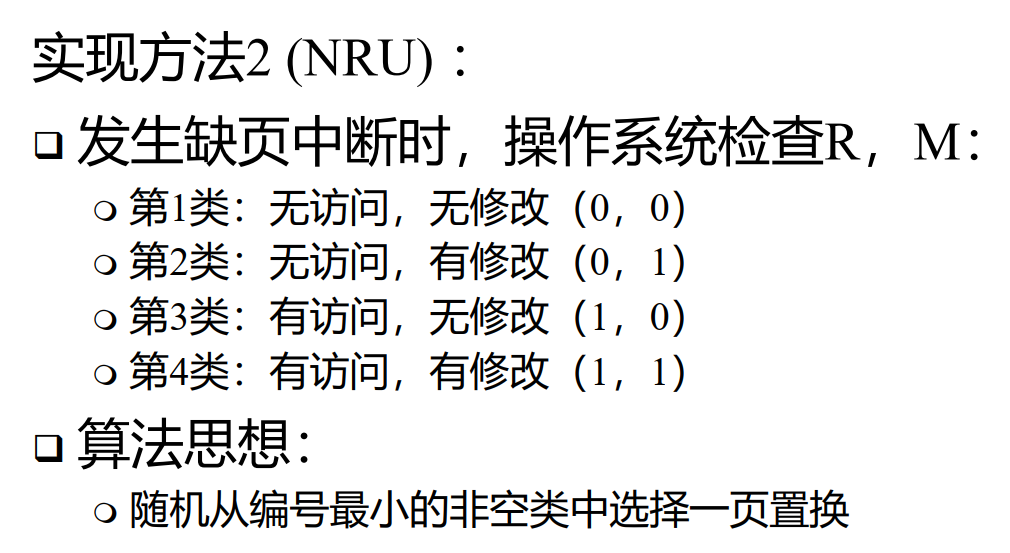 实现方法2 (NRU)：
发生缺页中断时，操作系统检查R，M：
第1类：无访问，无修改（0，0）
第2类：无访问，有修改（0，1）
第3类：有访问，无修改（1，0）
第4类：有访问，有修改（1，1）
算法思想：
随机从编号最小的非空类中选择一页置换